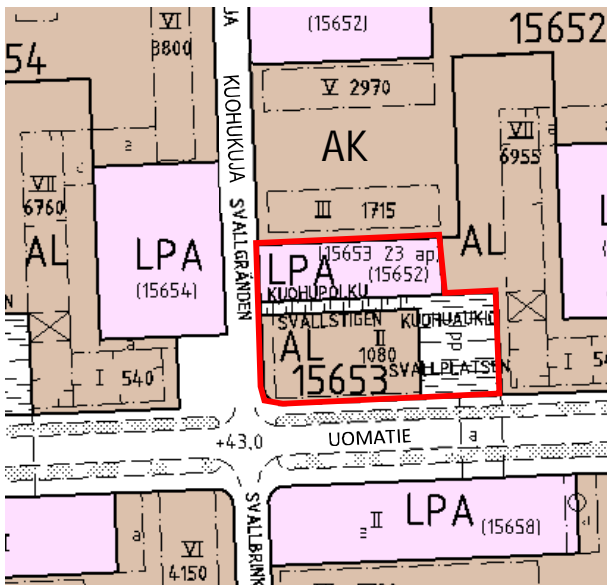 VI
3800
(15652)
15652
54
KUOHUKUJA
UJA
V 2970
AK
VII
6955
a
a
VII
6760
AL
LPA
(15654)
III 1715
AL
SVALLGRÄNDEN
15653 23 ap,
LPA
(15652)
KUOHUPOLKU
SVALLSTIGEN
KUOHUAUKIO
AL
II
1080
PP
SVALLPLATSEN
15653
a
I 540
I 54
+43,0
UOMATIE
a
SVALLBRINK
a
VI
4150
II
LPA
(15658)